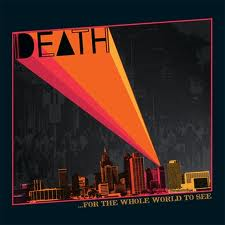 DEATH
...FOR THE WHOLE WORLD TO SEE